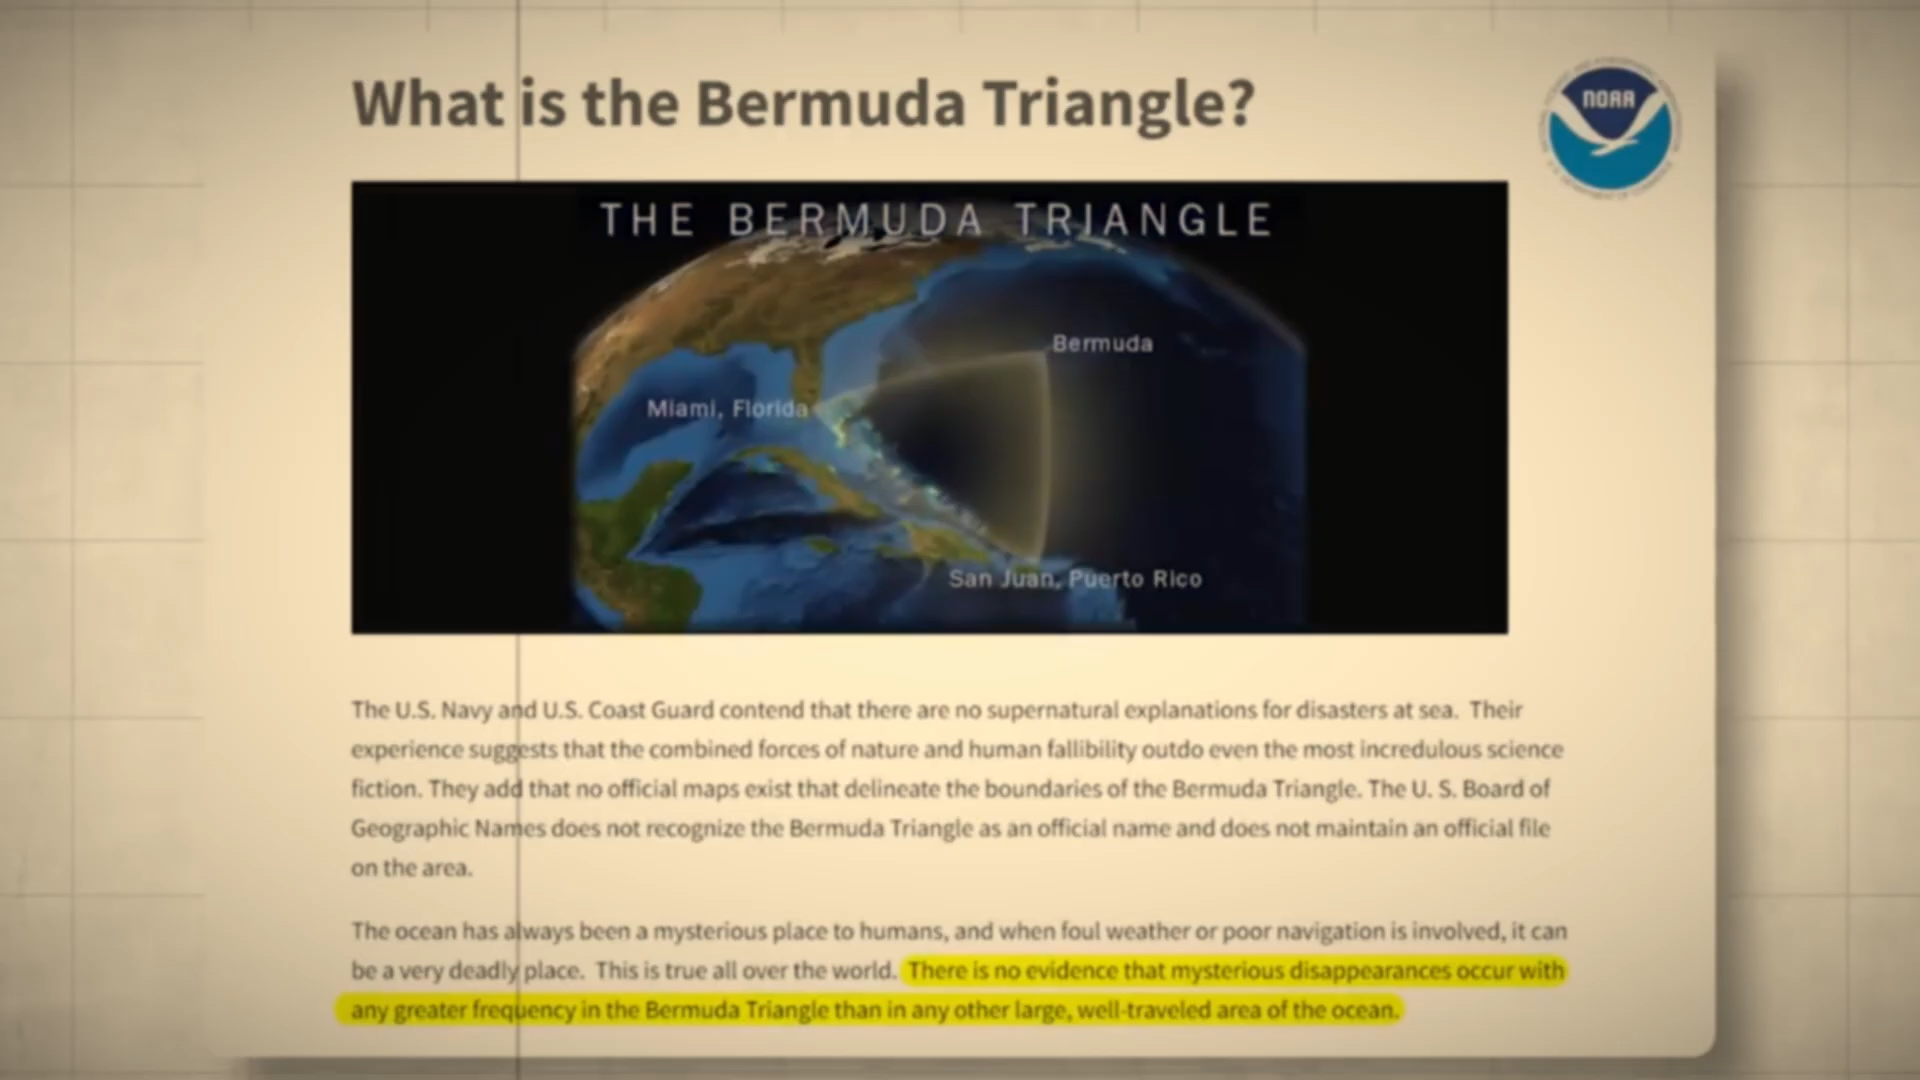 What is the Bermuda Triangle?
NOAA
THE BERMUDA TRIANGLE
Bermuda
Miami, Florida
San Juan, Puerto Rico
The U.S. Navy and U.S. Coast Guard contend that there are no supernatural explanations for disasters at sea.  Their
experience suggests that the combined forces of nature and human fallibility outdo even the most incredulous science
fiction. They add that no official maps exist that delineate the boundaries of the Bermuda Triangle. The U. S. Board of
Geographic Names does not recognize the Bermuda Triangle as an official name and does not maintain an official file
on the area.
The ocean has always been a mysterious place to humans, and when foul weather or poor navigation is involved, it can
be a very deadly place.  This is true all over the world. There is no evidence that mysterious disappearances occur with
any greater frequency in the Bermuda Triangle than in any other large, well-traveled area of the ocean.